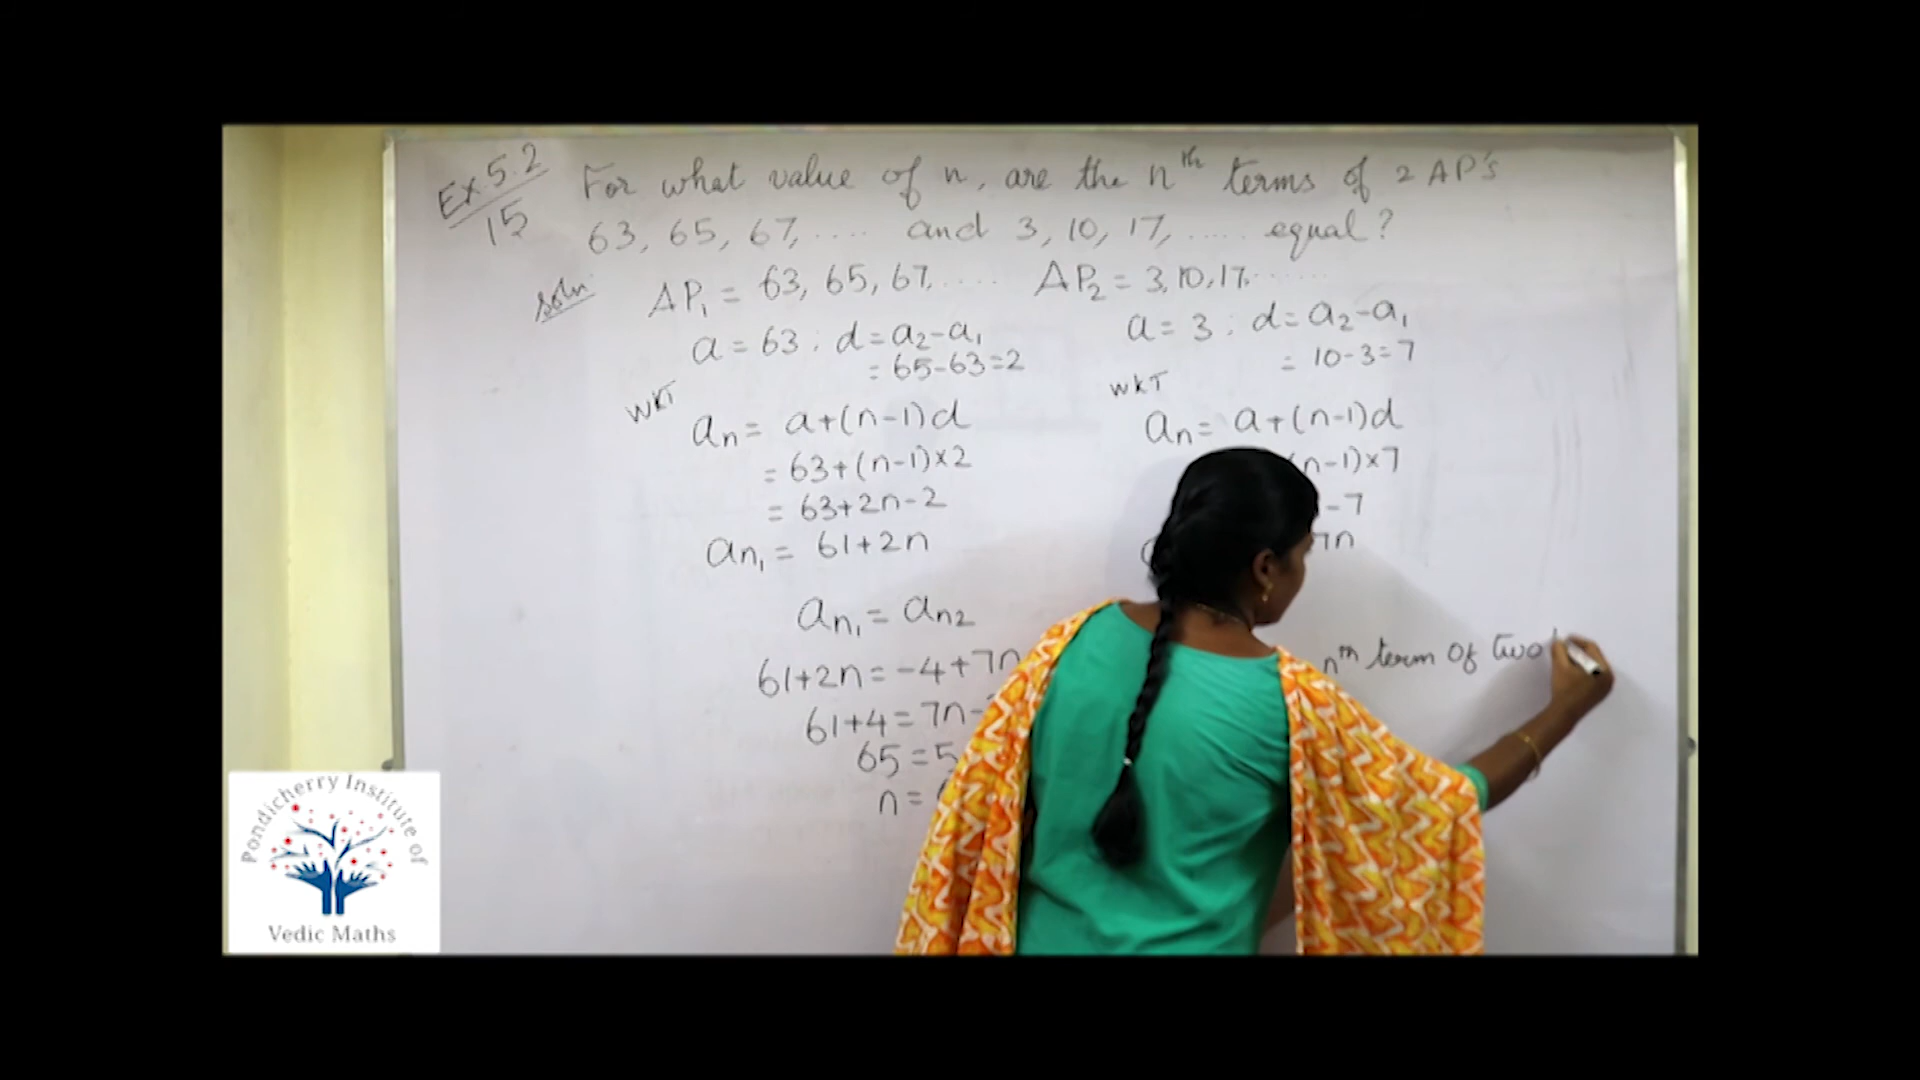 Ex.5.2 / 15 For what value of n, are the nth terms of 2 AP's
63, 65, 67, .... and 3, 10, 17, ..... equal?
Soln AP₁ = 63, 65, 67, ..... AP₂ = 3, 10, 17, .......
a = 63 : d = a₂-a₁
= 65-63=2
a = 3 : d = a₂-a₁
= 10-3=7
WKT
an = a+(n-1)d
= 63+(n-1)×2
= 63+2n-2
an₁ = 61+2n
WKT
an = a+(n-1)d
n-1)×7
-7
7n
an₁ = an₂
61+2n = -4+7n
61+4 = 7n-
65 = 5
n =
nth term of two
Pondicherry Institute of
Vedic Maths